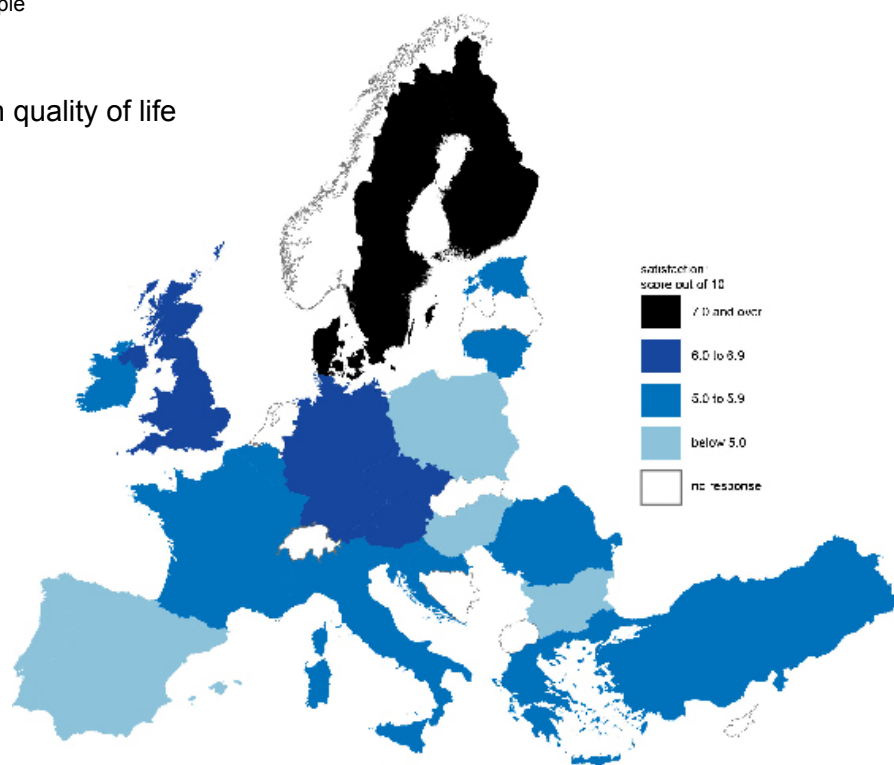 ple
n quality of life
satisfaction:
score out of 10
7.0 and over
6.0 to 6.9
5.0 to 5.9
below 5.0
no response